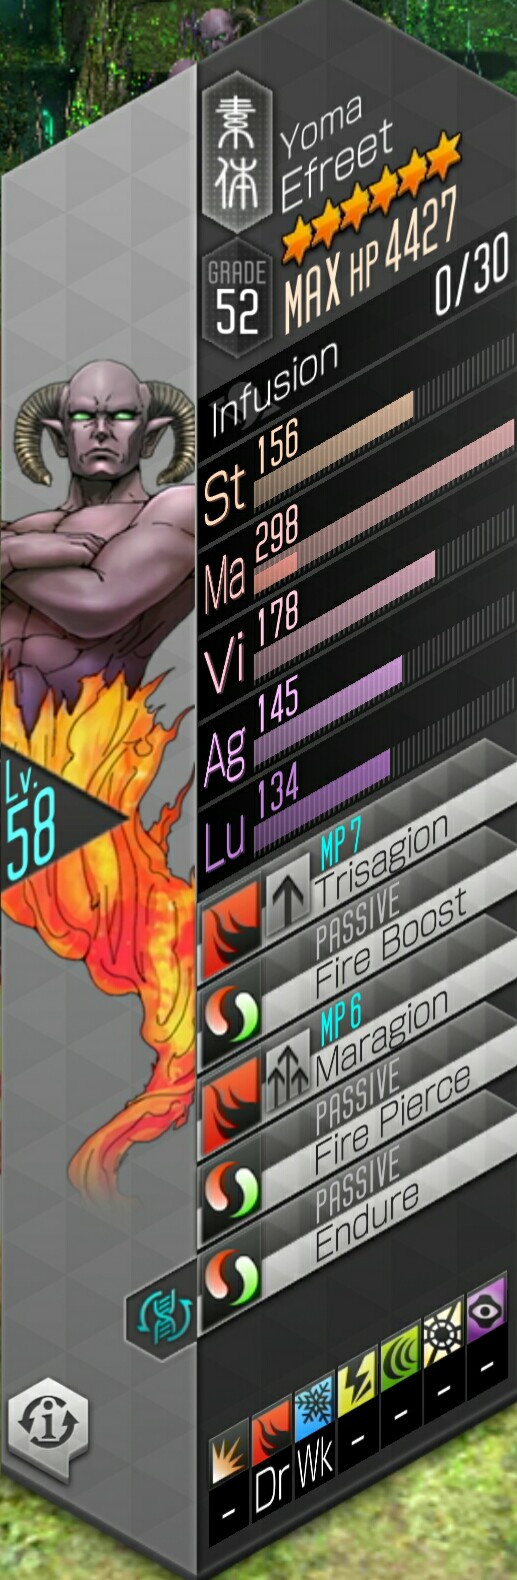 素体
Yoma
Efreet
GRADE
52
MAX HP 4427
0/30
Infusion
St 156
Ma 298
Vi 178
Ag 145
Lu 134
Lv.
58
MP 7
Trisagion
PASSIVE
Fire Boost
MP 6
Maragion
PASSIVE
Fire Pierce
PASSIVE
Endure
- Dr Wk - - - -